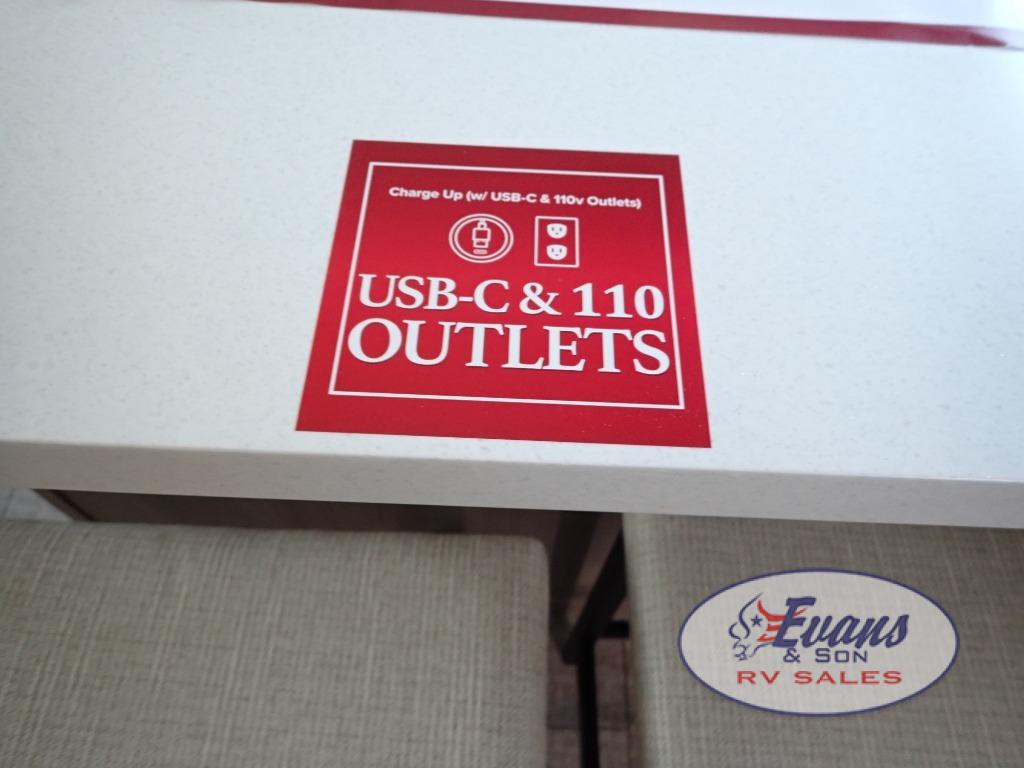 Charge Up (w/ USB-C & 110v Outlets)
USB-C & 110
OUTLETS
Evans
& Son
RV SALES